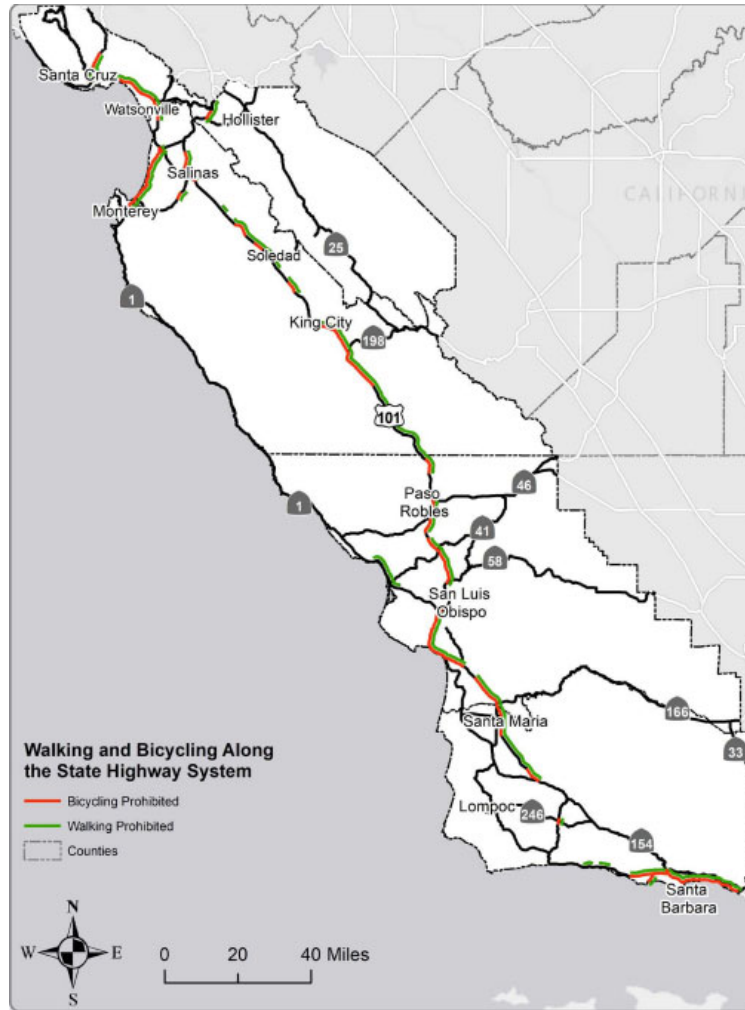 Santa Cruz
Watsonville
Hollister
Salinas
CALIFORNI
Monterey
25
Soledad
1
King City
198
101
46
1
Paso
Robles
41
58
San Luis
Obispo
Santa Maria
166
33
Walking and Bicycling Along
the State Highway System
Bicycling Prohibited
Walking Prohibited
Counties
Lompoc
246
154
Santa
Barbara
N
W
E
S
0 20 40 Miles